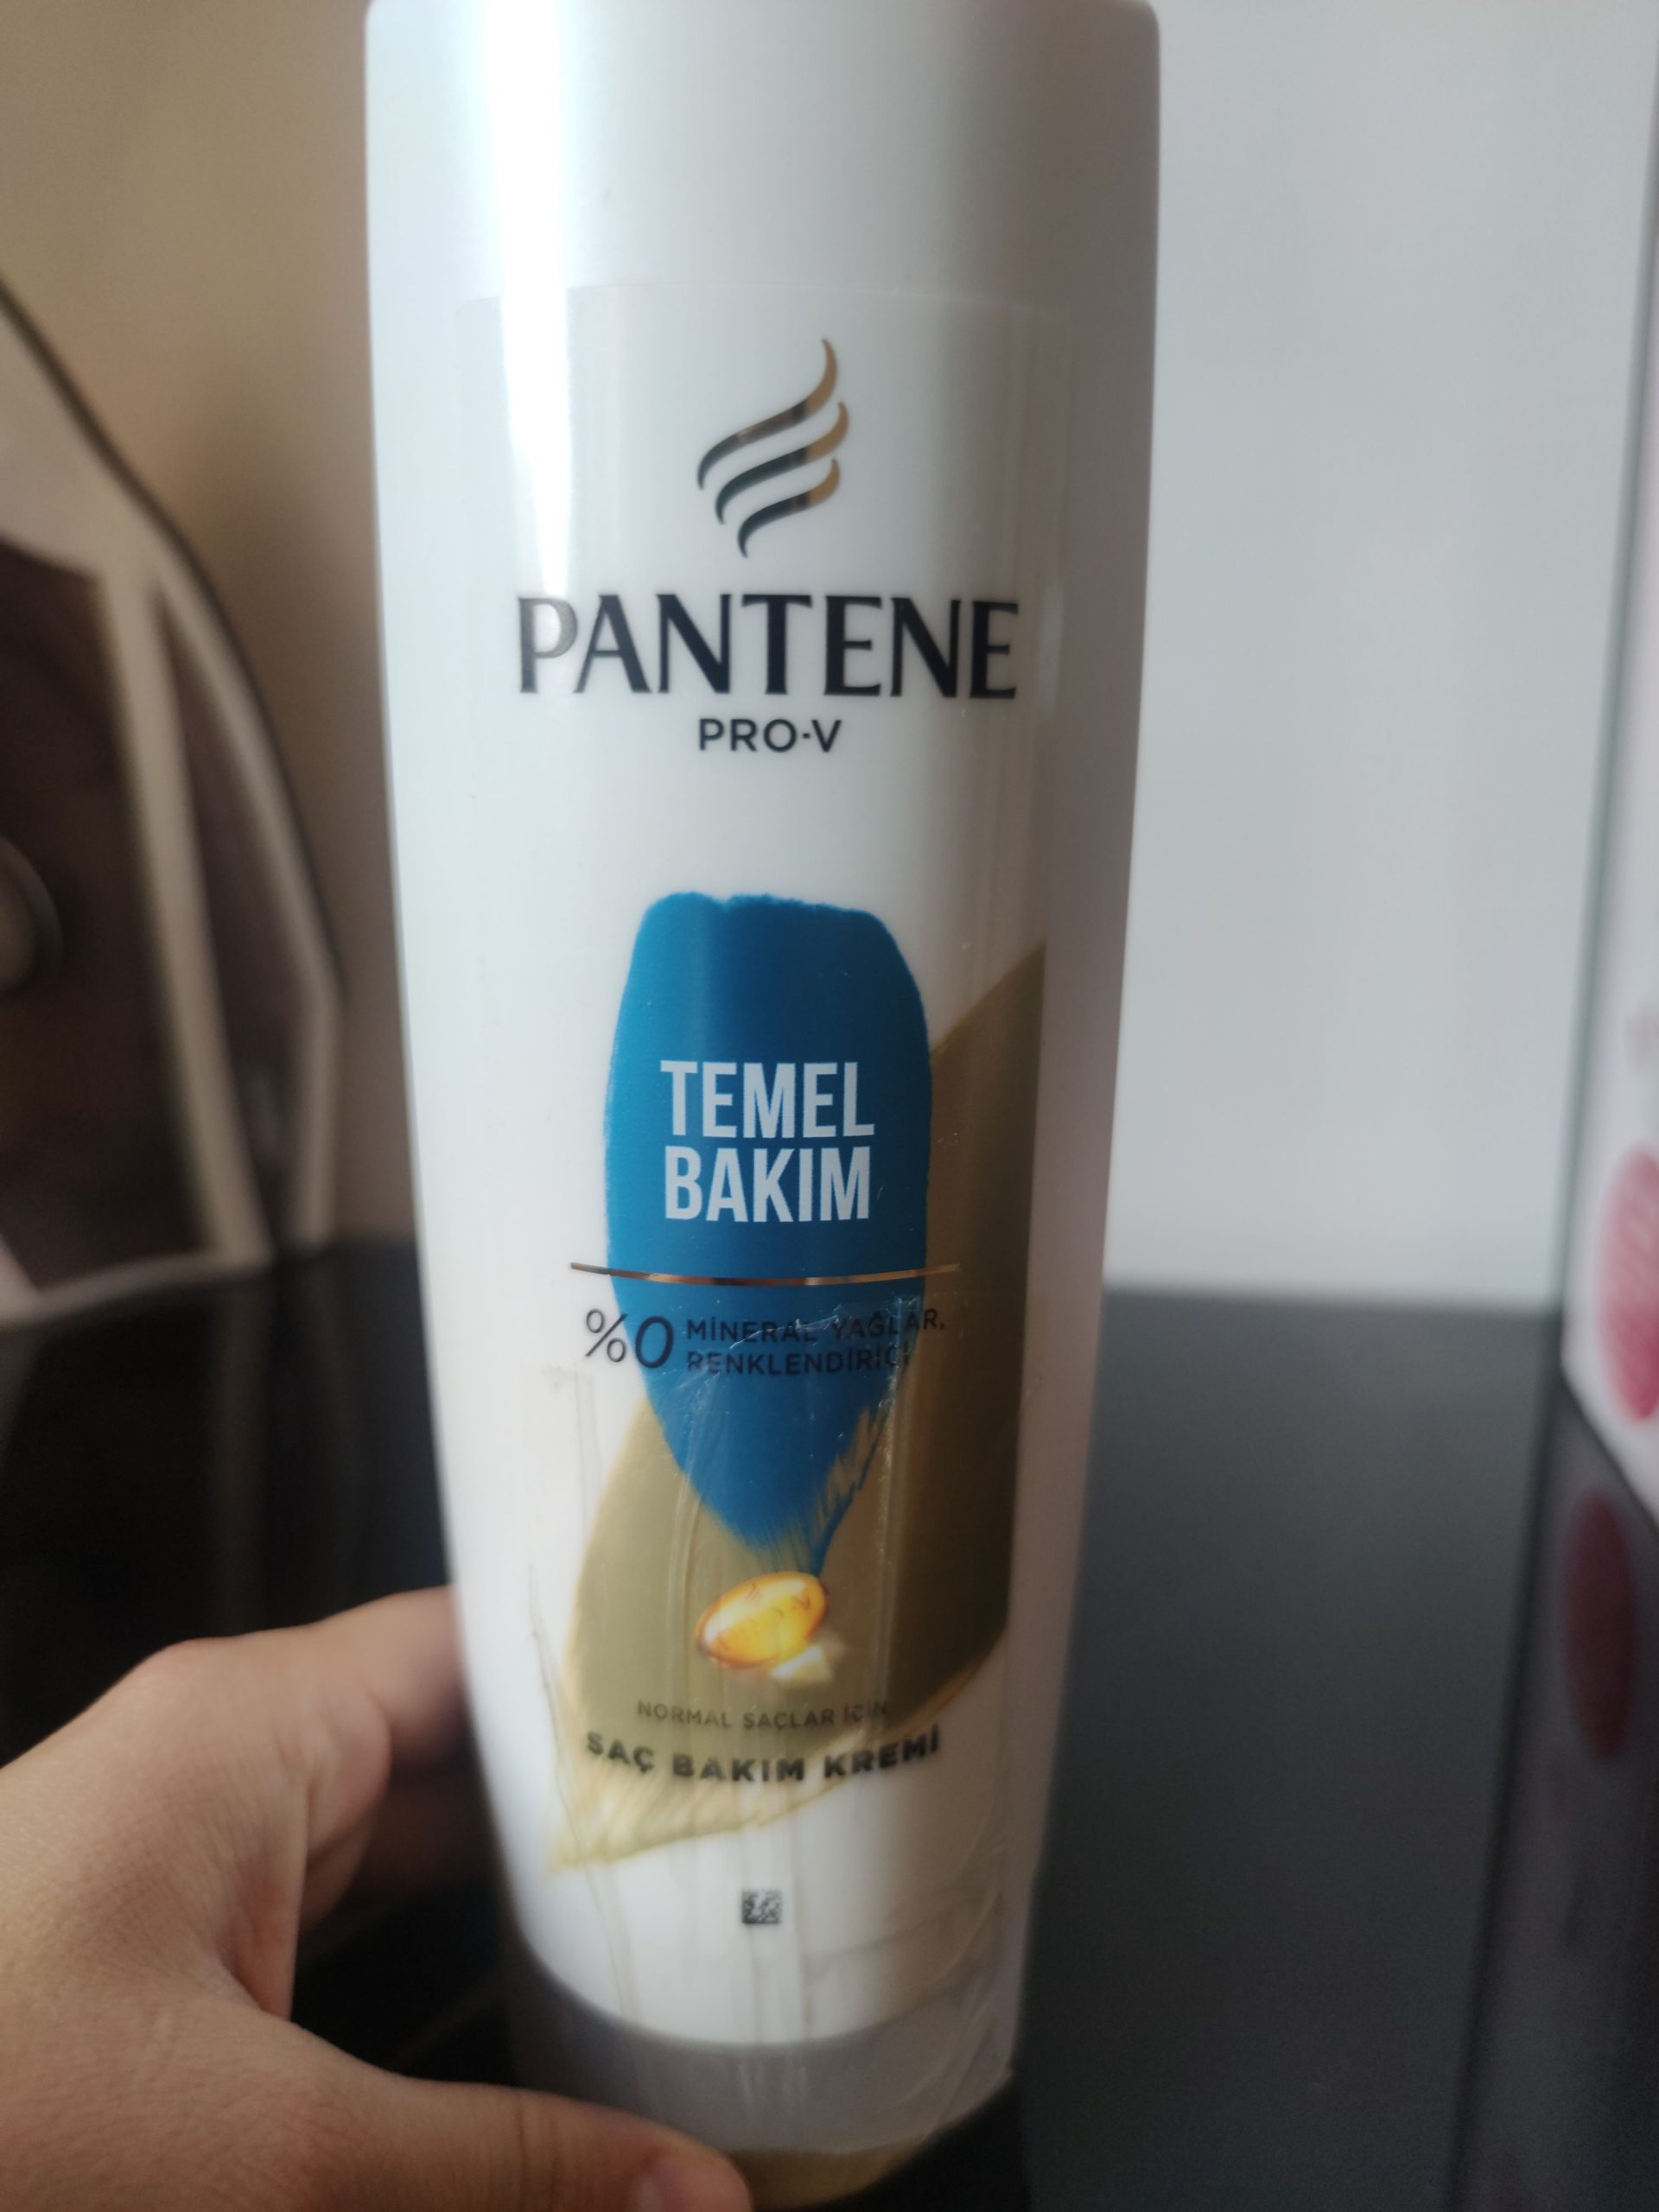 PANTENE
PRO-V
TEMEL
BAKIM
%0 MİNERAL YAĞLAR,
RENKLENDİRİCİ
NORMAL SAÇLAR İÇİN
SAÇ BAKIM KREMİ